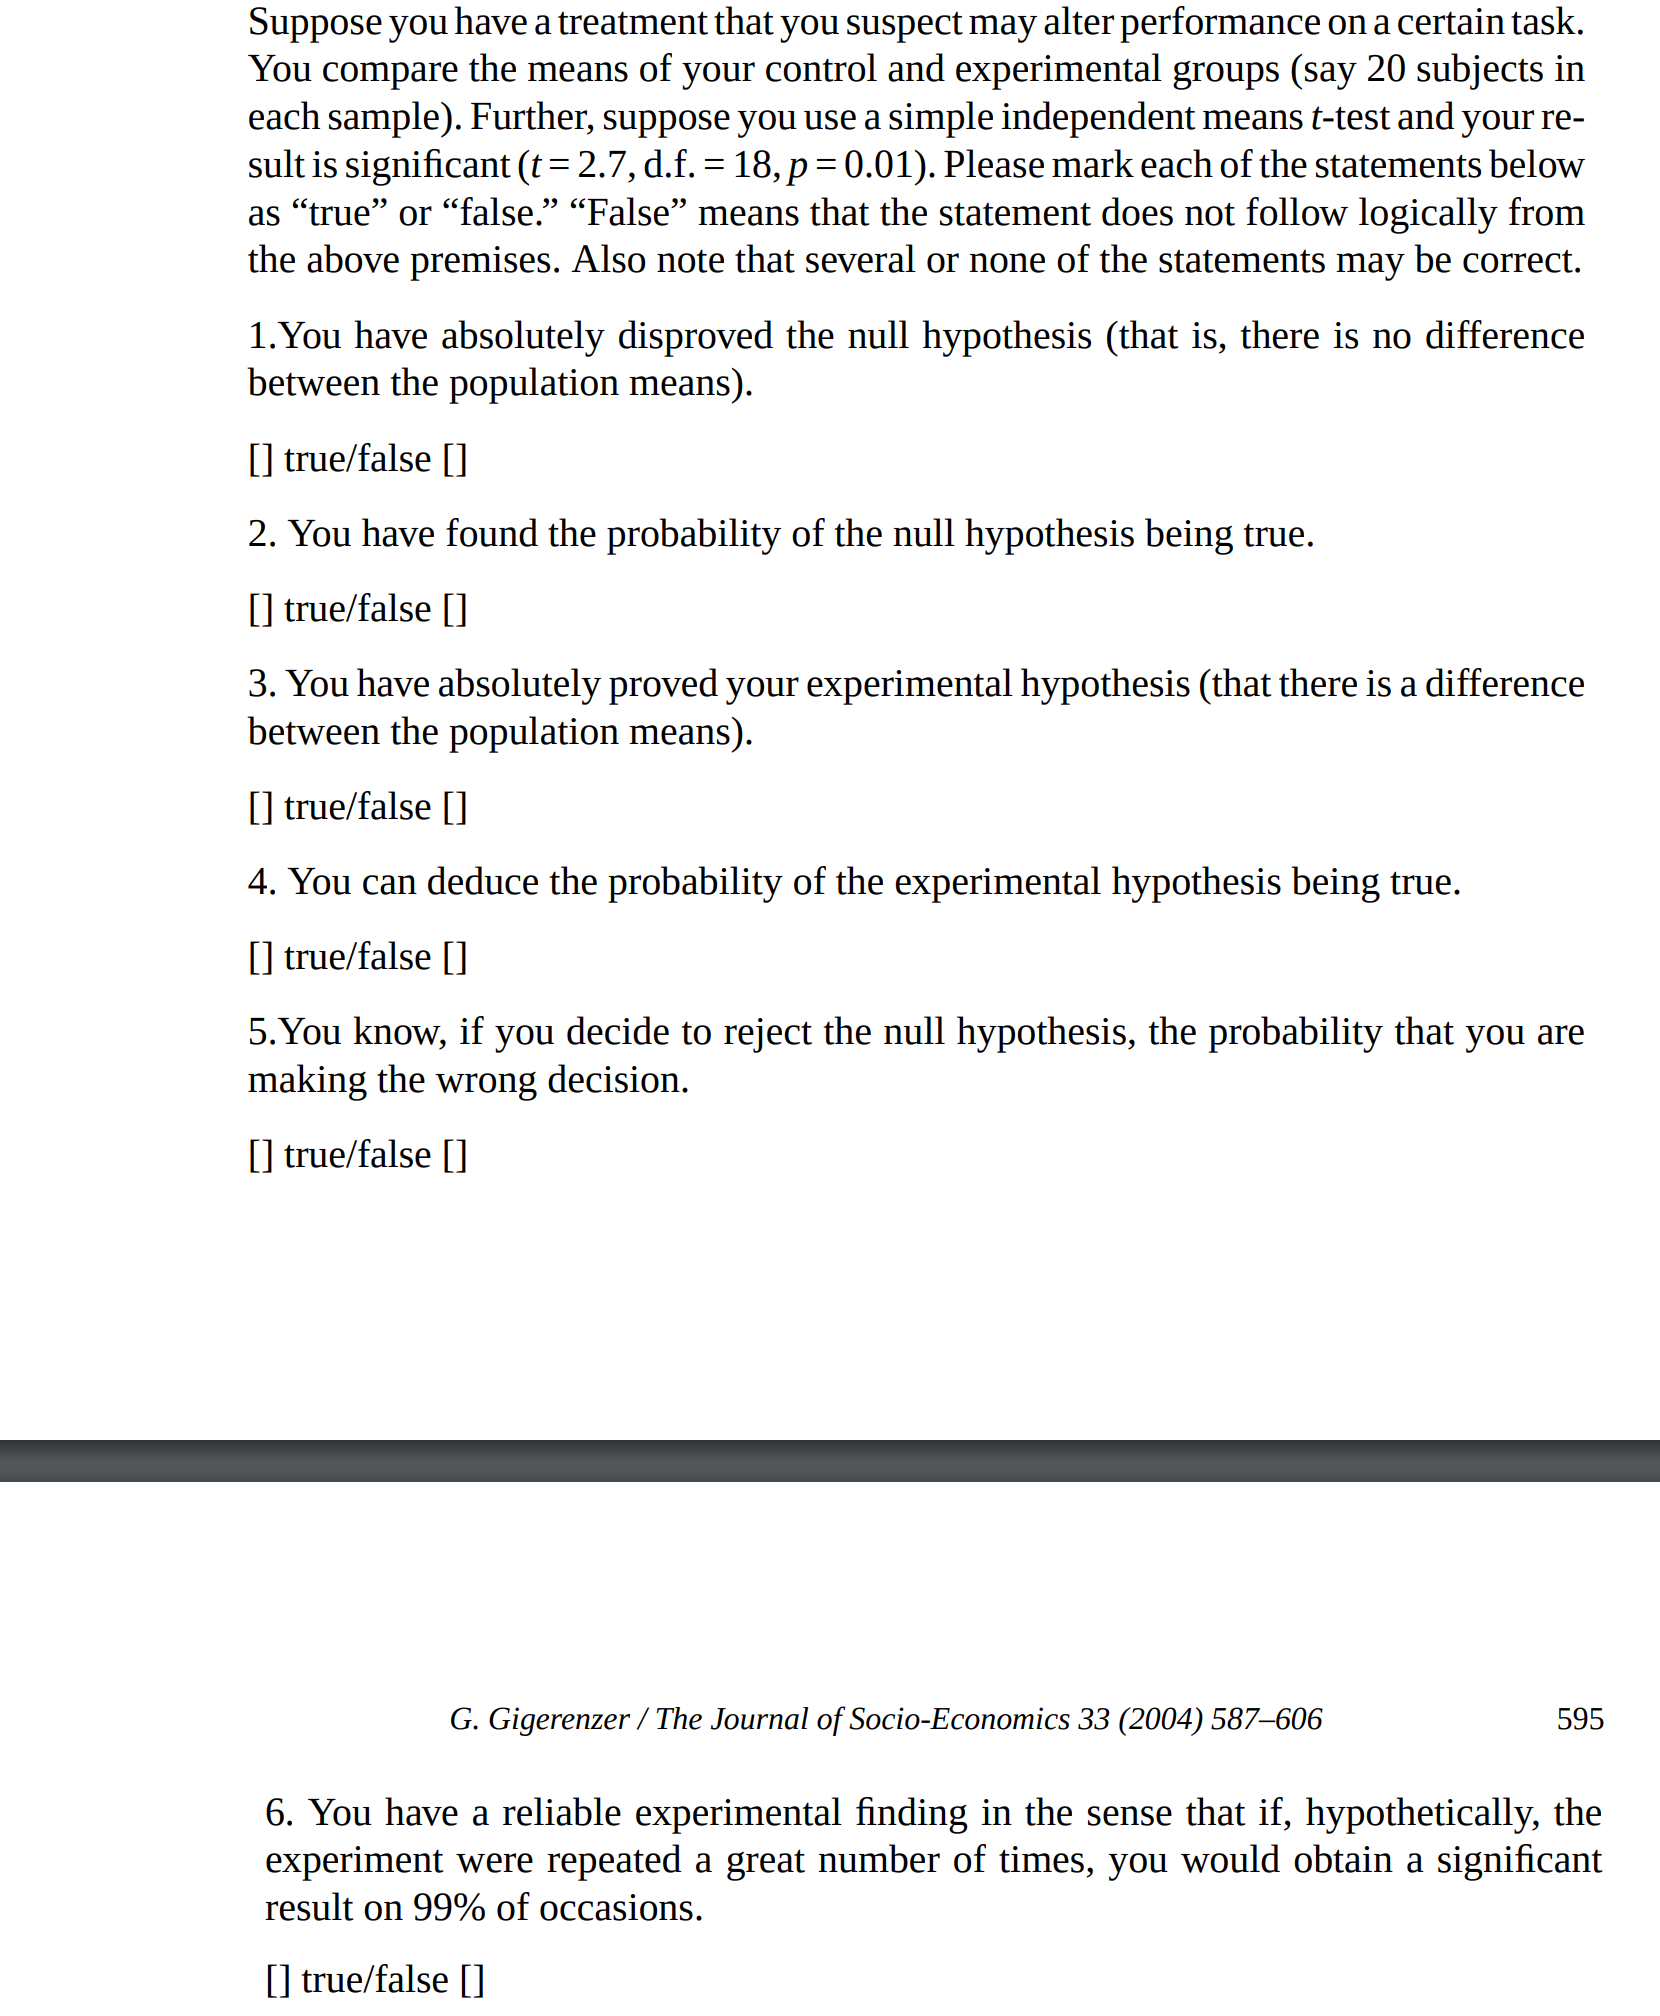 Suppose you have a treatment that you suspect may alter performance on a certain task.
You compare the means of your control and experimental groups (say 20 subjects in
each sample). Further, suppose you use a simple independent means t-test and your re-
sult is significant (t = 2.7, d.f. = 18, p = 0.01). Please mark each of the statements below
as “true” or “false.” “False” means that the statement does not follow logically from
the above premises. Also note that several or none of the statements may be correct.
1.You have absolutely disproved the null hypothesis (that is, there is no difference
between the population means).
[] true/false []
2. You have found the probability of the null hypothesis being true.
[] true/false []
3. You have absolutely proved your experimental hypothesis (that there is a difference
between the population means).
[] true/false []
4. You can deduce the probability of the experimental hypothesis being true.
[] true/false []
5.You know, if you decide to reject the null hypothesis, the probability that you are
making the wrong decision.
[] true/false []
G. Gigerenzer / The Journal of Socio-Economics 33 (2004) 587–606 595
6. You have a reliable experimental finding in the sense that if, hypothetically, the
experiment were repeated a great number of times, you would obtain a significant
result on 99% of occasions.
[] true/false []